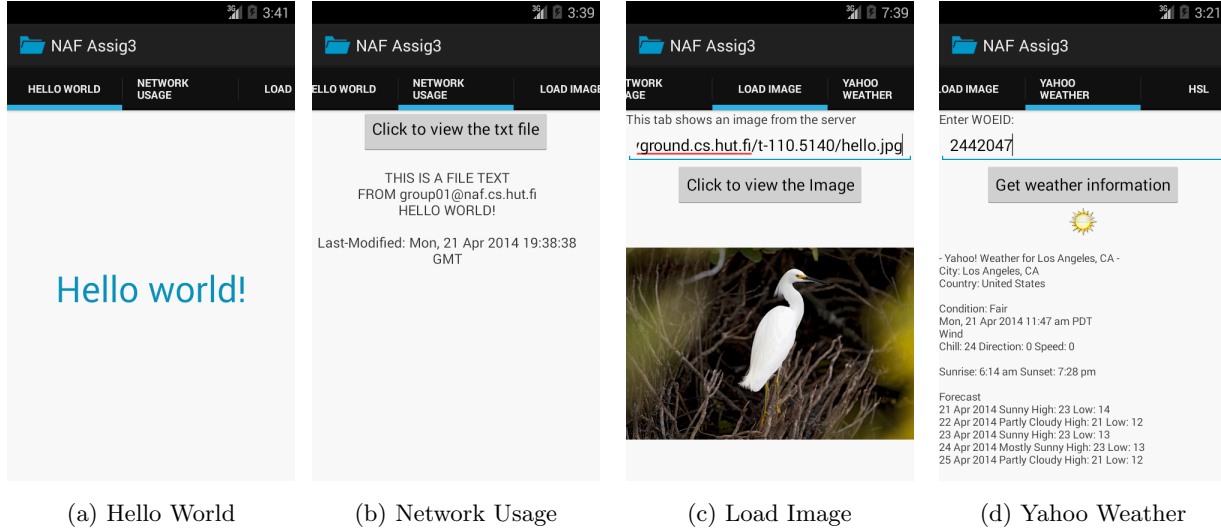 3G 3:41
NAF Assig3
HELLO WORLD
NETWORK
USAGE
LOAD
Hello world!
(a) Hello World
3G 3:39
NAF Assig3
ELLO WORLD
NETWORK
USAGE
LOAD IMAGE
Click to view the txt file
THIS IS A FILE TEXT
FROM group01@naf.cs.hut.fi
HELLO WORLD!
Last-Modified: Mon, 21 Apr 2014 19:38:38
GMT
(b) Network Usage
3G 7:39
NAF Assig3
TWORK
AGE
LOAD IMAGE
YAHOO
WEATHER
This tab shows an image from the server
yground.cs.hut.fi/t-110.5140/hello.jpg
Click to view the Image
(c) Load Image
3G 3:21
NAF Assig3
OAD IMAGE
YAHOO
WEATHER
HSL
Enter WOEID:
2442047
Get weather information
- Yahoo! Weather for Los Angeles, CA -
City: Los Angeles, CA
Country: United States
Condition: Fair
Mon, 21 Apr 2014 11:47 am PDT
Wind
Chill: 24 Direction: 0 Speed: 0
Sunrise: 6:14 am Sunset: 7:28 pm
Forecast
21 Apr 2014 Sunny High: 23 Low: 14
22 Apr 2014 Partly Cloudy High: 21 Low: 12
23 Apr 2014 Sunny High: 23 Low: 13
24 Apr 2014 Mostly Sunny High: 23 Low: 13
25 Apr 2014 Partly Cloudy High: 21 Low: 12
(d) Yahoo Weather